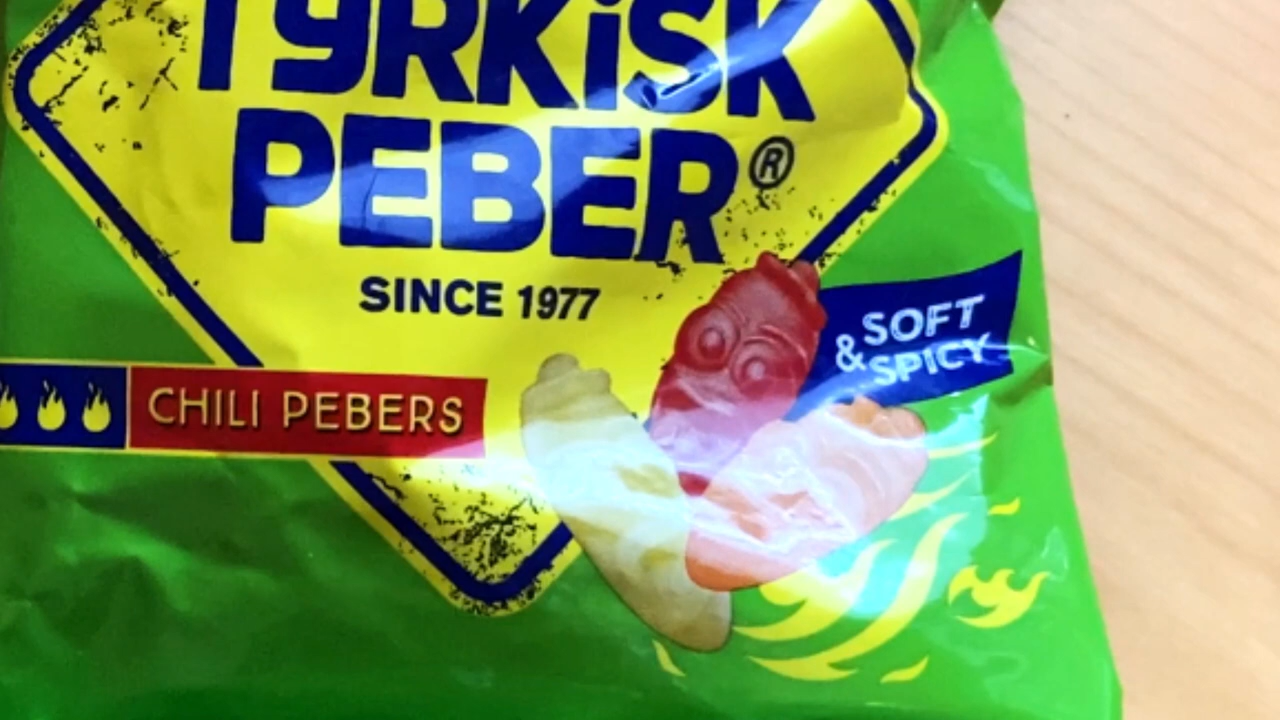 TYRKiSK
PEBER®
SINCE 1977
& SOFT
SPICY
CHILI PEBERS